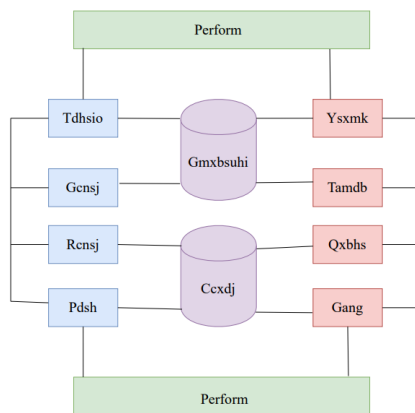 Perform
Tdhsio
Ysxmk
Gmxbsuhi
Gcnsj
Tamdb
Rcnsj
Qxbhs
Ccxdj
Pdsh
Gang
Perform